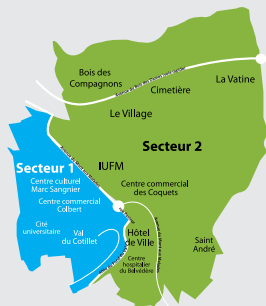 Bois des
Compagnons
Cimetière
La Vatine
Le Village
Secteur 2
IUFM
Secteur 1
Centre culturel
Marc Sangnier
Centre commercial
Colbert
Centre commercial
des Coquets
Cité
universitaire
Val
du Cotillet
Hôtel
de Ville
Saint
André
Centre
hospitalier
du Belvédère